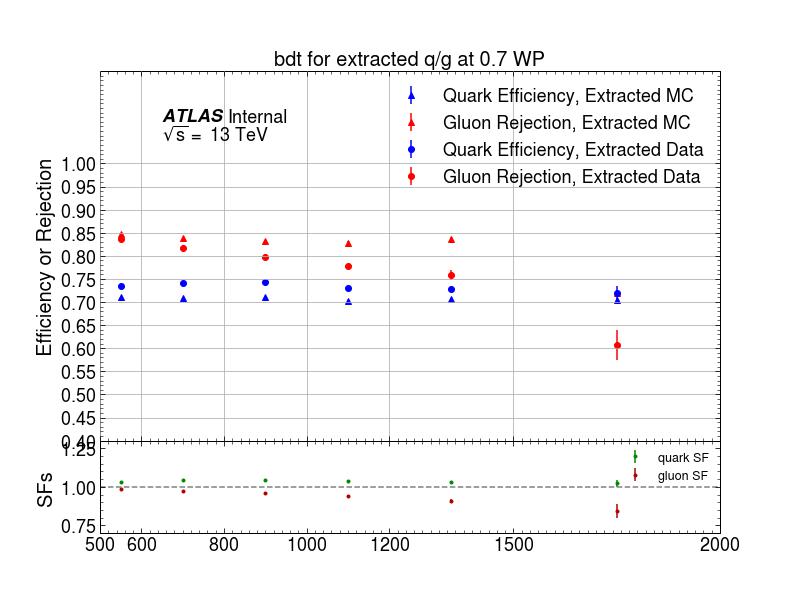 bdt for extracted q/g at 0.7 WP
ATLAS Internal
√s = 13 TeV
Quark Efficiency, Extracted MC
Gluon Rejection, Extracted MC
Quark Efficiency, Extracted Data
Gluon Rejection, Extracted Data
Efficiency or Rejection
1.00
0.95
0.90
0.85
0.80
0.75
0.70
0.65
0.60
0.55
0.50
0.45
0.40
SFs
1.25
1.00
0.75
quark SF
gluon SF
500 600 800 1000 1200 1500 2000